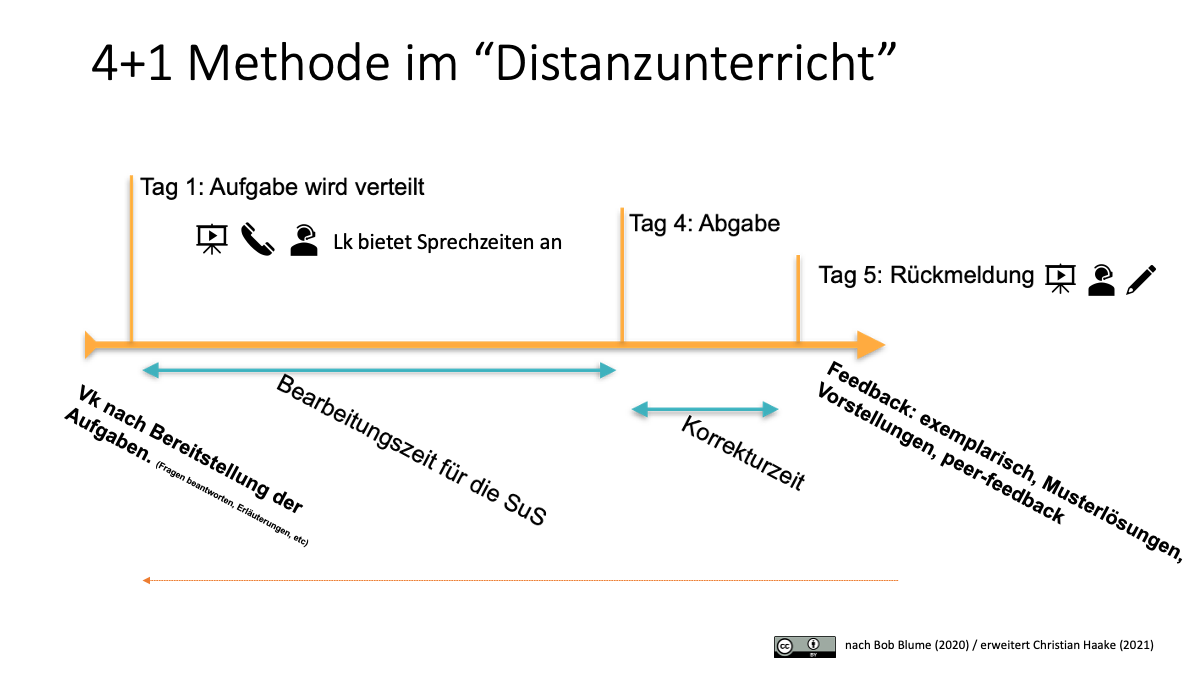 4+1 Methode im “Distanzunterricht”
Tag 1: Aufgabe wird verteilt
Lk bietet Sprechzeiten an
Tag 4: Abgabe
Tag 5: Rückmeldung
Vk nach Bereitstellung der
Aufgaben. (Fragen beantworten, Erläuterungen, etc)
Bearbeitungszeit für die SuS
Korrekturzeit
Feedback: exemplarisch, Musterlösungen,
Vorstellungen, peer-feedback
cc BY
nach Bob Blume (2020) / erweitert Christian Haake (2021)